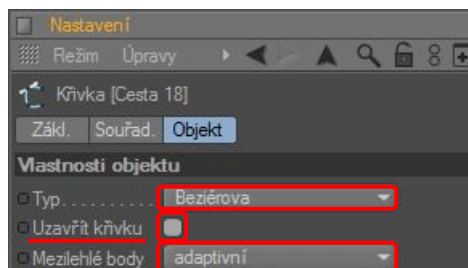 Nastavení
Režim Úpravy
Křivka [Cesta 18]
Zákl. Souřad. Objekt
Vlastnosti objektu
Typ.......... Beziérova
Uzavřít křivku
Mezilehlé body adaptivní